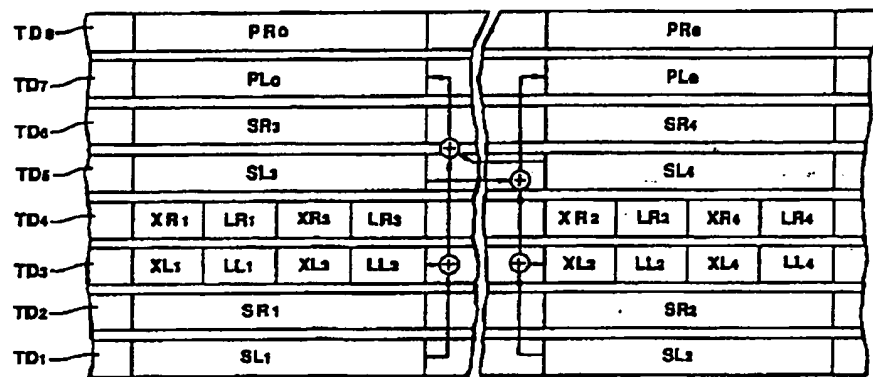 TD8 PR0 PRe
TD7 PL0 PLe
TD6 SR3 SR4
TD5 SL3 SL4
TD4 XR1 LR1 XR3 LR3 XR2 LR2 XR4 LR4
TD3 XL1 LL1 XL3 LL3 XL2 LL2 XL4 LL4
TD2 SR1 SR2
TD1 SL1 SL2